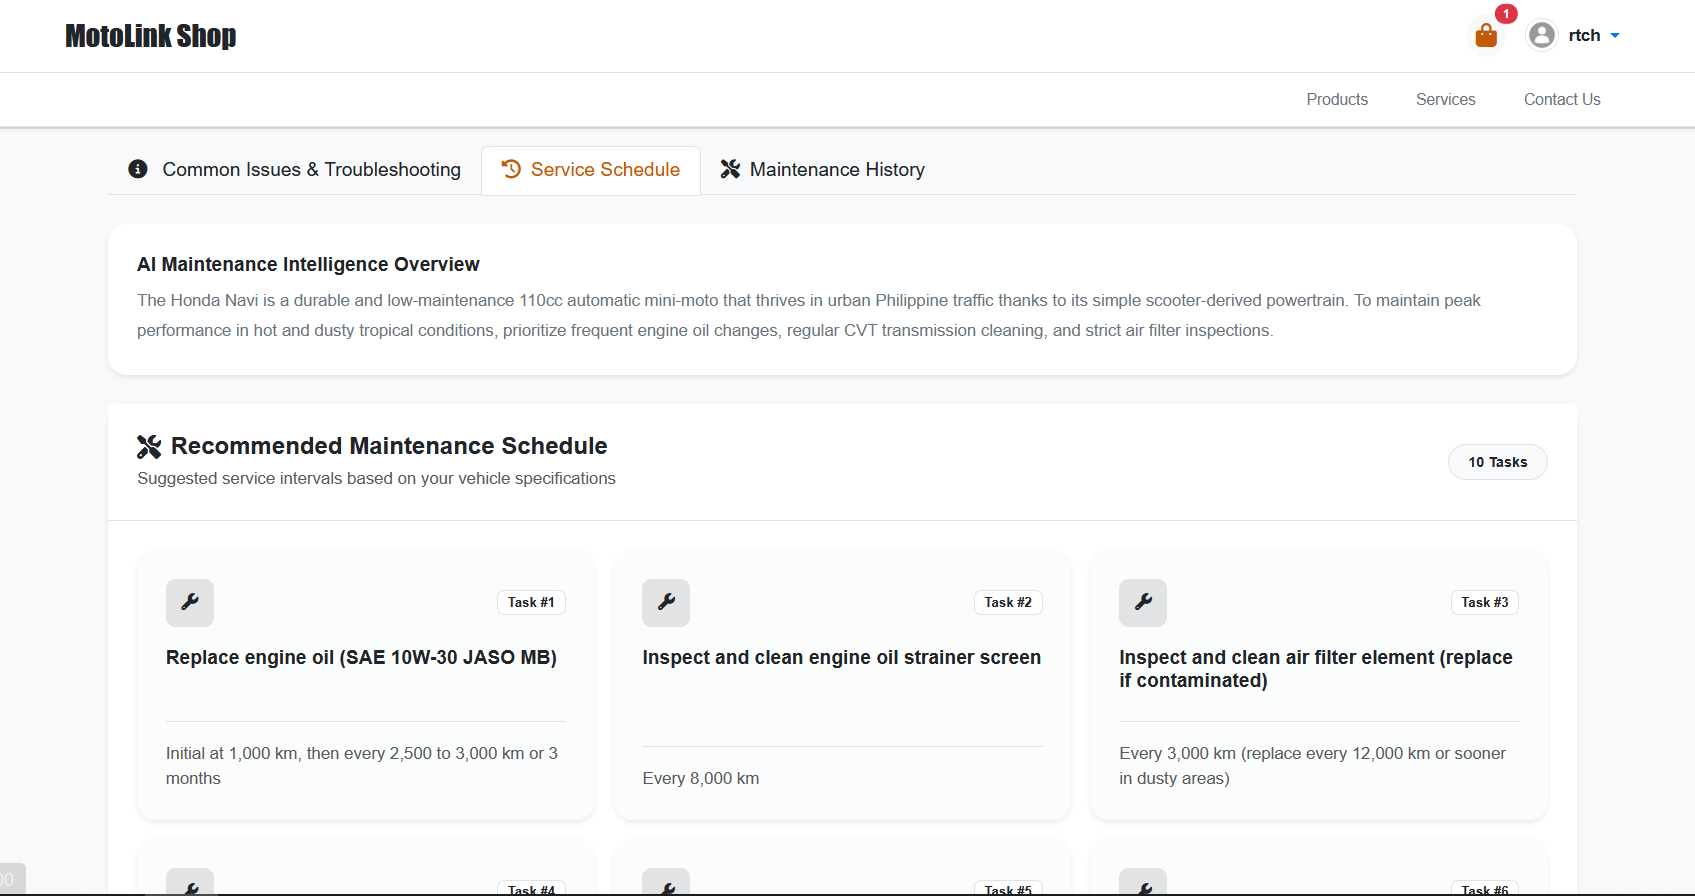 MotoLink Shop
1
rtch
Products
Services
Contact Us
Common Issues & Troubleshooting
Service Schedule
Maintenance History
AI Maintenance Intelligence Overview
The Honda Navi is a durable and low-maintenance 110cc automatic mini-moto that thrives in urban Philippine traffic thanks to its simple scooter-derived powertrain. To maintain peak
performance in hot and dusty tropical conditions, prioritize frequent engine oil changes, regular CVT transmission cleaning, and strict air filter inspections.
Recommended Maintenance Schedule
Suggested service intervals based on your vehicle specifications
10 Tasks
Task #1
Replace engine oil (SAE 10W-30 JASO MB)
Initial at 1,000 km, then every 2,500 to 3,000 km or 3
months
Task #2
Inspect and clean engine oil strainer screen
Every 8,000 km
Task #3
Inspect and clean air filter element (replace
if contaminated)
Every 3,000 km (replace every 12,000 km or sooner
in dusty areas)
Task #4
Task #5
Task #6